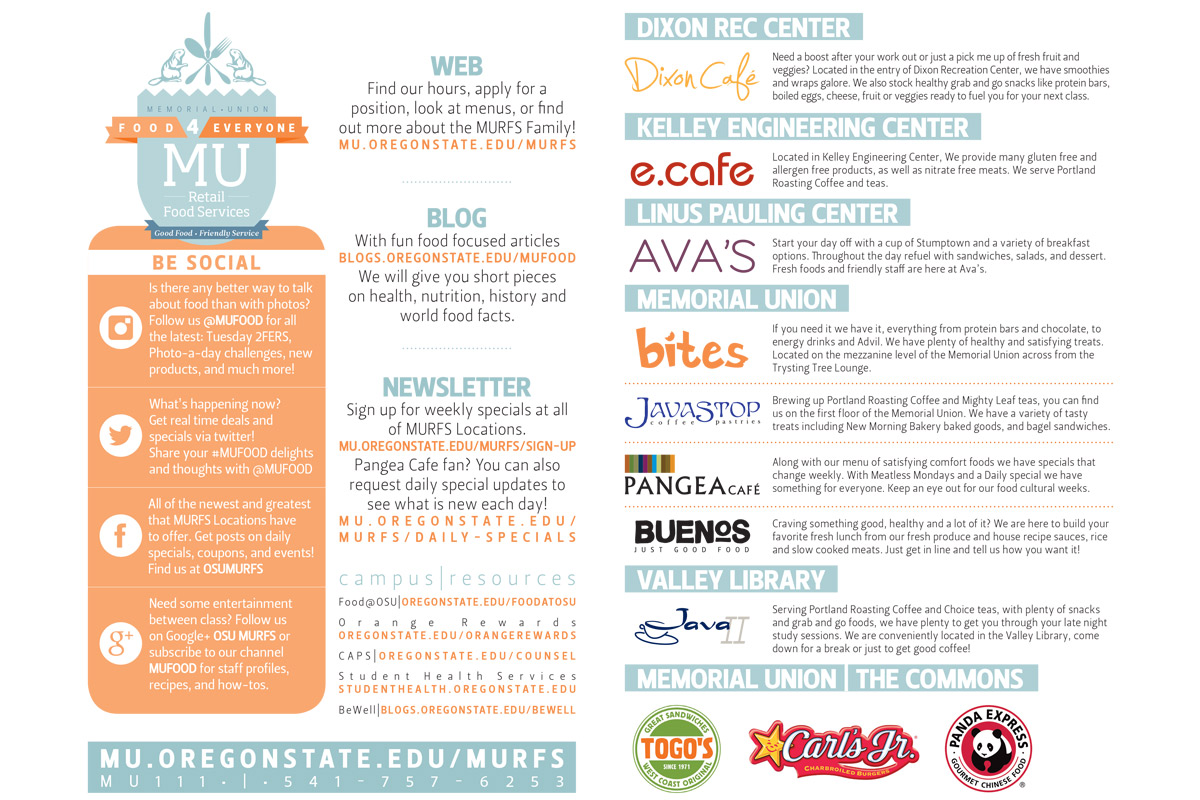 MEMORIAL • UNION
FOOD 4 EVERYONE
MU
Retail
Food Services
Good Food • Friendly Service
BE SOCIAL
Is there any better way to talk
about food than with photos?
Follow us @MUFOOD for all
the latest: Tuesday 2FERS,
Photo-a-day challenges, new
products, and much more!
What's happening now?
Get real time deals and
specials via twitter!
Share your #MUFOOD delights
and thoughts with @MUFOOD
f
All of the newest and greatest
that MURFS Locations have
to offer. Get posts on daily
specials, coupons, and events!
Find us at OSUMURFS
g+
Need some entertainment
between class? Follow us
on Google+ OSU MURFS or
subscribe to our channel
MUFOOD for staff profiles,
recipes, and how-tos.
WEB
Find our hours, apply for a
position, look at menus, or find
out more about the MURFS Family!
MU.OREGONSTATE.EDU/MURFS
BLOG
With fun food focused articles
BLOGS.OREGONSTATE.EDU/MUFOOD
We will give you short pieces
on health, nutrition, history and
world food facts.
NEWSLETTER
Sign up for weekly specials at all
of MURFS Locations.
MU.OREGONSTATE.EDU/MURFS/SIGN-UP
Pangea Cafe fan? You can also
request daily special updates to
see what is new each day!
MU.OREGONSTATE.EDU/
MURFS/DAILY-SPECIALS
campus|resources
Food@OSU|OREGONSTATE.EDU/FOODATOSU
Orange Rewards
OREGONSTATE.EDU/ORANGEREWARDS
CAPS|OREGONSTATE.EDU/COUNSEL
Student Health Services
STUDENTHEALTH.OREGONSTATE.EDU
BeWell|BLOGS.OREGONSTATE.EDU/BEWELL
MU.OREGONSTATE.EDU/MURFS
MU111.|.541-757-6253
DIXON REC CENTER
Dixon Café
Need a boost after your work out or just a pick me up of fresh fruit and
veggies? Located in the entry of Dixon Recreation Center, we have smoothies
and wraps galore. We also stock healthy grab and go snacks like protein bars,
boiled eggs, cheese, fruit or veggies ready to fuel you for your next class.
KELLEY ENGINEERING CENTER
e.cafe
Located in Kelley Engineering Center, We provide many gluten free and
allergen free products, as well as nitrate free meats. We serve Portland
Roasting Coffee and teas.
LINUS PAULING CENTER
AVA'S
Start your day off with a cup of Stumptown and a variety of breakfast
options. Throughout the day refuel with sandwiches, salads, and dessert.
Fresh foods and friendly staff are here at Ava's.
MEMORIAL UNION
bites
If you need it we have it, everything from protein bars and chocolate, to
energy drinks and Advil. We have plenty of healthy and satisfying treats.
Located on the mezzanine level of the Memorial Union across from the
Trysting Tree Lounge.
JAVASTOP
coffee pastries
Brewing up Portland Roasting Coffee and Mighty Leaf teas, you can find
us on the first floor of the Memorial Union. We have a variety of tasty
treats including New Morning Bakery baked goods, and bagel sandwiches.
PANGEA CAFÉ
Along with our menu of satisfying comfort foods we have specials that
change weekly. With Meatless Mondays and a Daily special we have
something for everyone. Keep an eye out for our food cultural weeks.
BUENOS
JUST GOOD FOOD
Craving something good, healthy and a lot of it? We are here to build your
favorite fresh lunch from our fresh produce and house recipe sauces, rice
and slow cooked meats. Just get in line and tell us how you want it!
VALLEY LIBRARY
Java II
Serving Portland Roasting Coffee and Choice teas, with plenty of snacks
and grab and go foods, we have plenty to get you through your late night
study sessions. We are conveniently located in the Valley Library, come
down for a break or just to get good coffee!
MEMORIAL UNION THE COMMONS
GREAT SANDWICHES
TOGO'S
SINCE 1971
WEST COAST ORIGINAL
Carl's Jr.
CHARBROILED BURGERS
PANDA EXPRESS
GOURMET CHINESE FOOD
®